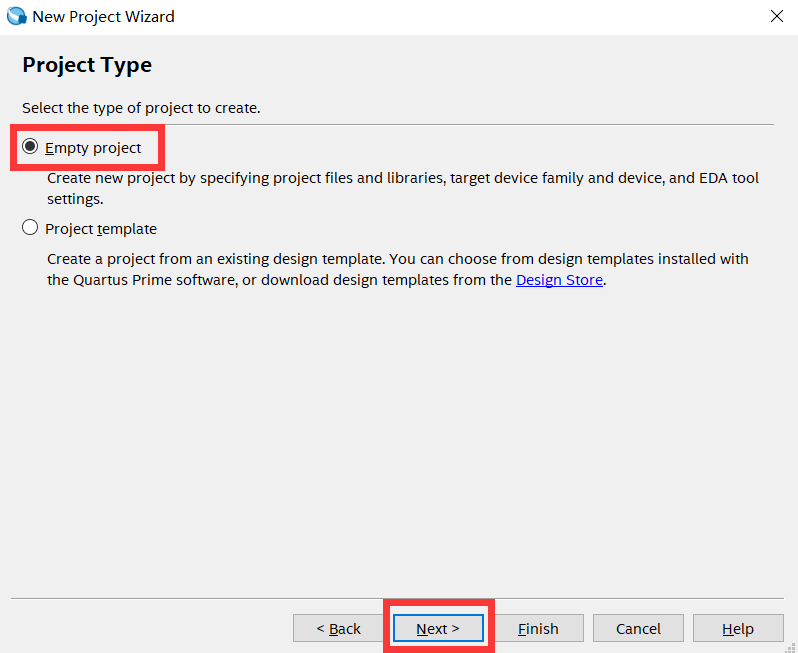 New Project Wizard
Project Type
Select the type of project to create.
Empty project
Create new project by specifying project files and libraries, target device family and device, and EDA tool
settings.
Project template
Create a project from an existing design template. You can choose from design templates installed with
the Quartus Prime software, or download design templates from the Design Store.
< Back Next > Finish Cancel Help